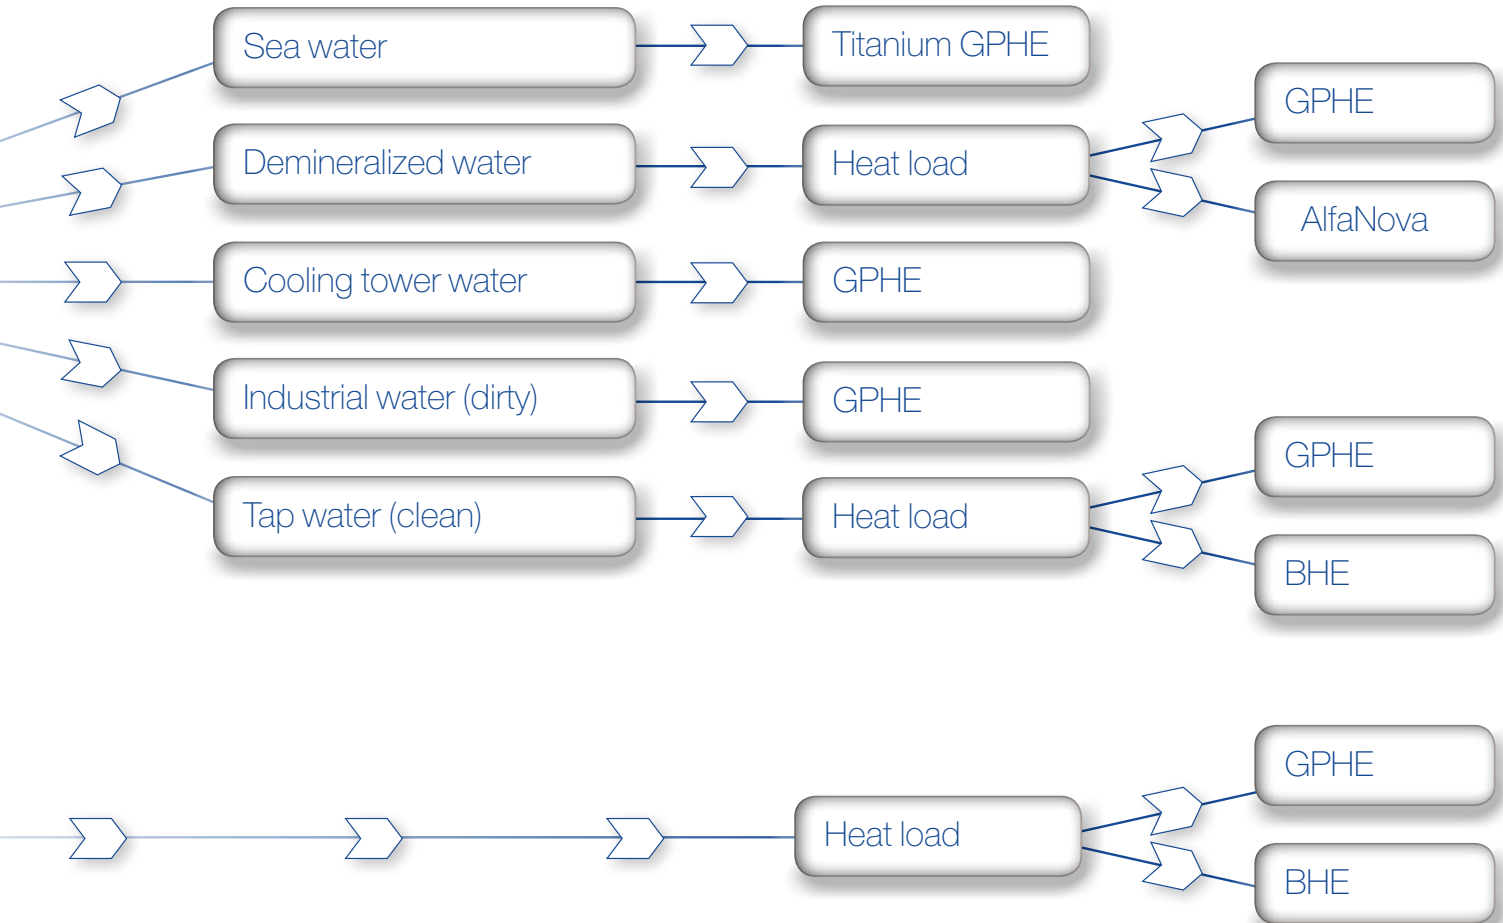 Sea water
Titanium GPHE
GPHE
Demineralized water
Heat load
AlfaNova
Cooling tower water
GPHE
Industrial water (dirty)
GPHE
GPHE
Tap water (clean)
Heat load
BHE
GPHE
Heat load
BHE